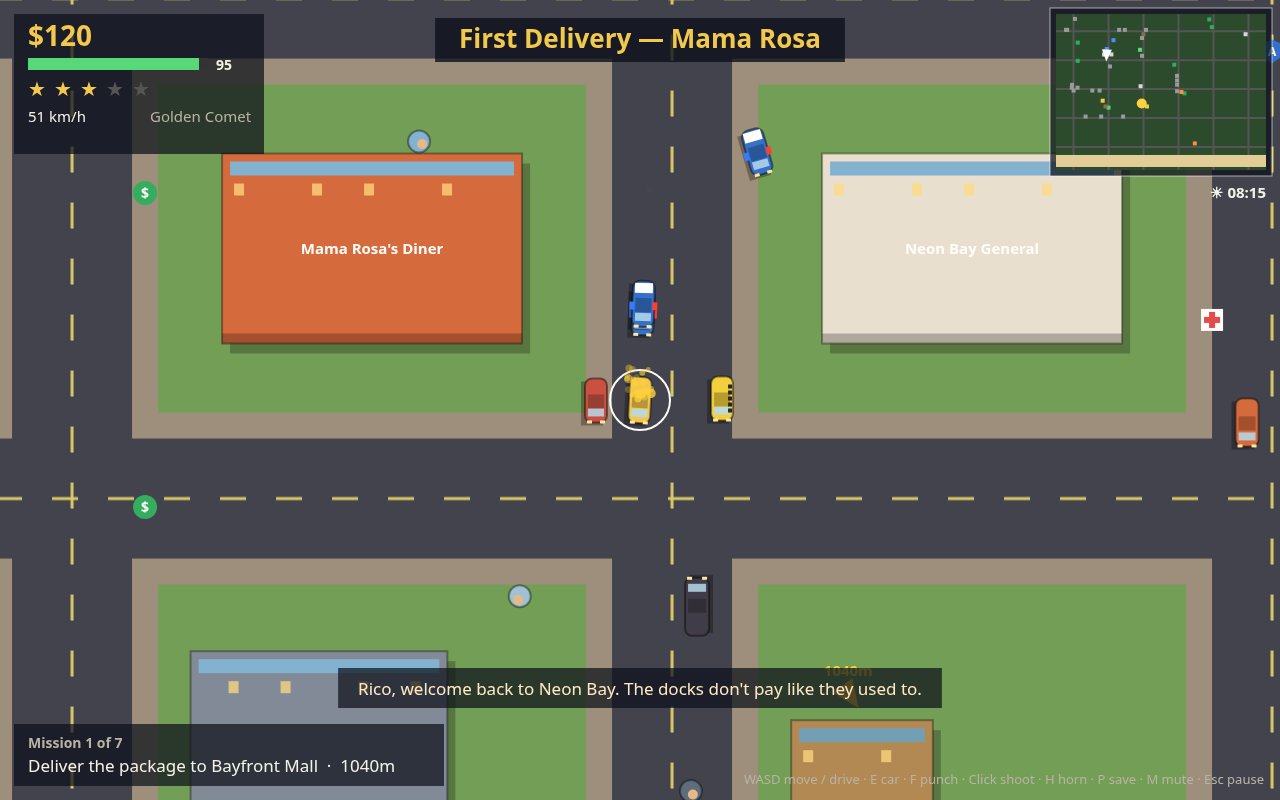 $120
95
51 km/h
Golden Comet
First Delivery — Mama Rosa
A
08:15
$
Mama Rosa's Diner
Neon Bay General
$
1040m
Rico, welcome back to Neon Bay. The docks don't pay like they used to.
Mission 1 of 7
Deliver the package to Bayfront Mall · 1040m
WASD move / drive · E car · F punch · Click shoot · H horn · P save · M mute · Esc pause